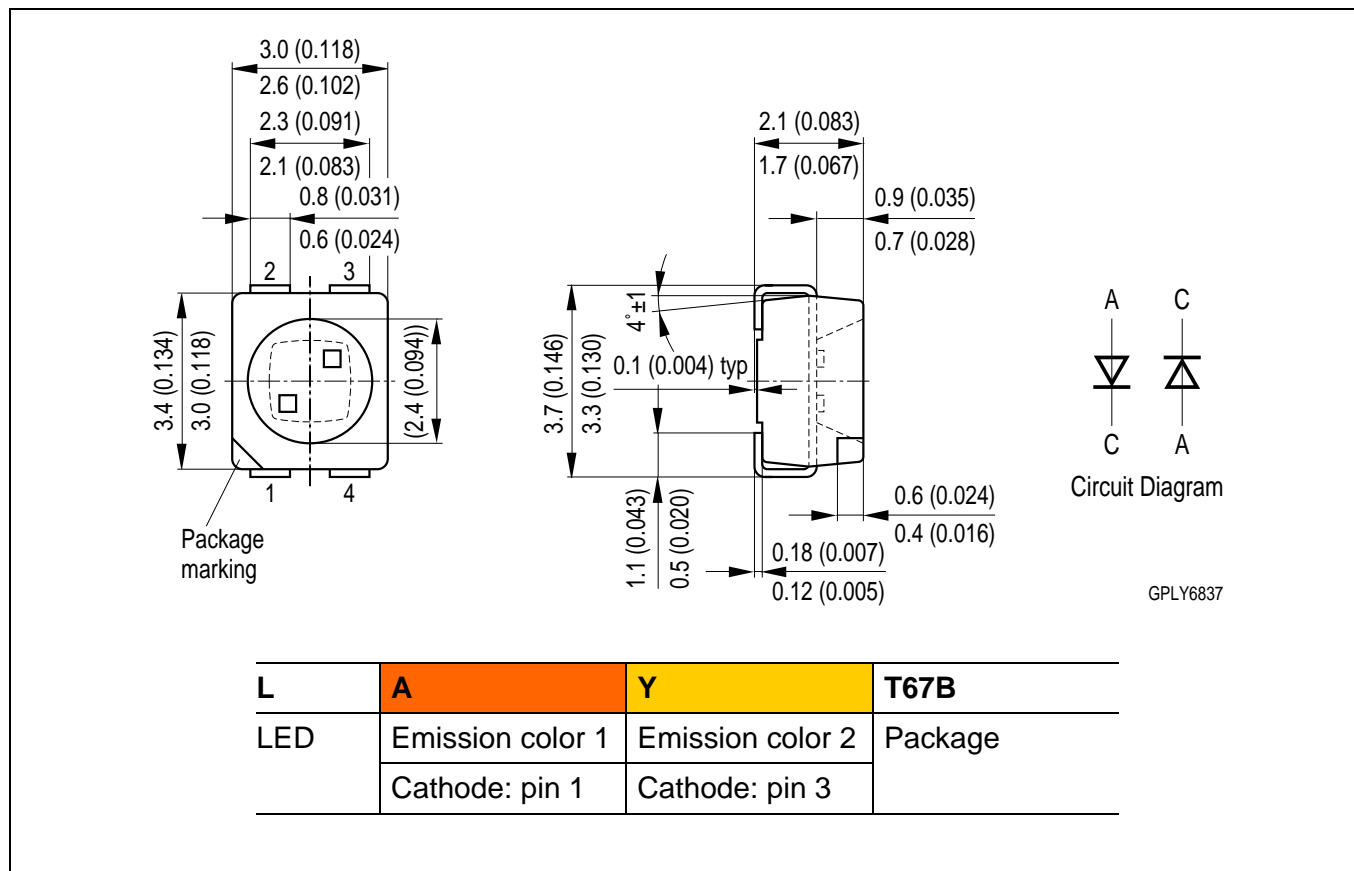 3.0 (0.118)
2.6 (0.102)
2.3 (0.091)
2.1 (0.083)
0.8 (0.031)
0.6 (0.024)
2
3
3.4 (0.134)
3.0 (0.118)
(2.4 (0.094))
1
4
Package
marking
2.1 (0.083)
1.7 (0.067)
0.9 (0.035)
0.7 (0.028)
4°±1
0.1 (0.004) typ
3.7 (0.146)
3.3 (0.130)
1.1 (0.043)
0.5 (0.020)
0.6 (0.024)
0.4 (0.016)
0.18 (0.007)
0.12 (0.005)
A C
C A
Circuit Diagram
GPLY6837
L A Y T67B
LED Emission color 1 Emission color 2 Package
Cathode: pin 1 Cathode: pin 3